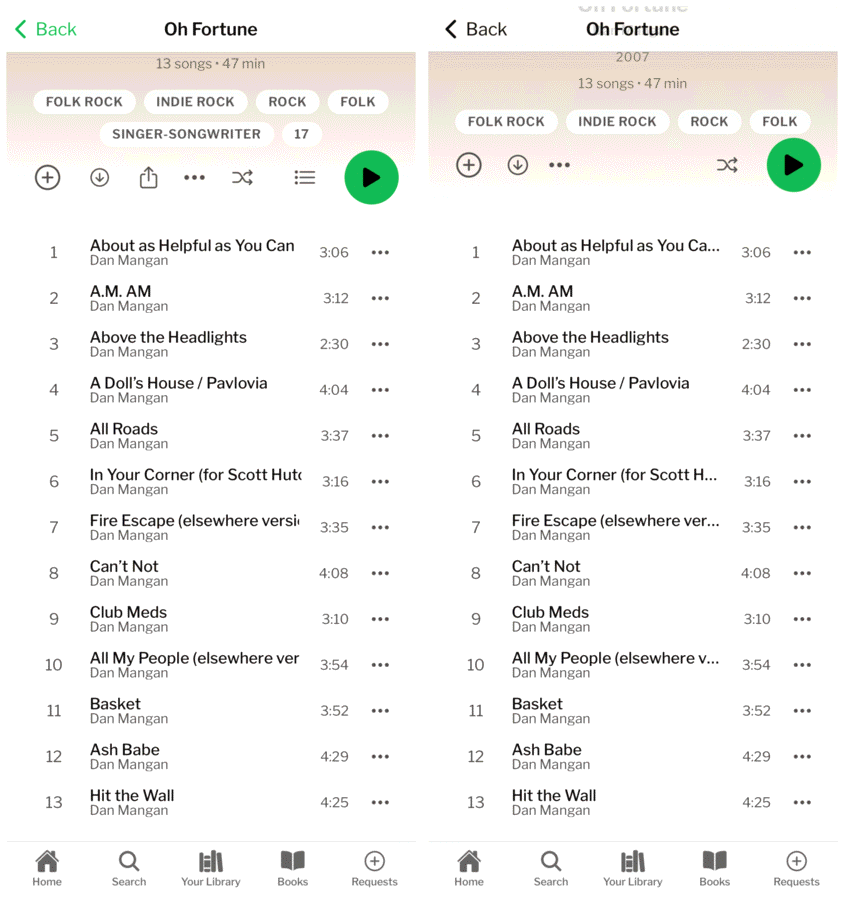 Back
Oh Fortune
13 songs • 47 min
FOLK ROCK
INDIE ROCK
ROCK
FOLK
SINGER-SONGWRITER
17
1
About as Helpful as You Can
Dan Mangan
3:06
2
A.M. AM
Dan Mangan
3:12
3
Above the Headlights
Dan Mangan
2:30
4
A Doll’s House / Pavlovia
Dan Mangan
4:04
5
All Roads
Dan Mangan
3:37
6
In Your Corner (for Scott Hutc
Dan Mangan
3:16
7
Fire Escape (elsewhere versi
Dan Mangan
3:35
8
Can’t Not
Dan Mangan
4:08
9
Club Meds
Dan Mangan
3:10
10
All My People (elsewhere ver
Dan Mangan
3:54
11
Basket
Dan Mangan
3:52
12
Ash Babe
Dan Mangan
4:29
13
Hit the Wall
Dan Mangan
4:25
Home
Search
Your Library
Books
Requests
Oh Fortune
Back
Oh Fortune
2007
13 songs • 47 min
FOLK ROCK
INDIE ROCK
ROCK
FOLK
1
About as Helpful as You Ca...
Dan Mangan
3:06
2
A.M. AM
Dan Mangan
3:12
3
Above the Headlights
Dan Mangan
2:30
4
A Doll’s House / Pavlovia
Dan Mangan
4:04
5
All Roads
Dan Mangan
3:37
6
In Your Corner (for Scott H...
Dan Mangan
3:16
7
Fire Escape (elsewhere ver...
Dan Mangan
3:35
8
Can’t Not
Dan Mangan
4:08
9
Club Meds
Dan Mangan
3:10
10
All My People (elsewhere v...
Dan Mangan
3:54
11
Basket
Dan Mangan
3:52
12
Ash Babe
Dan Mangan
4:29
13
Hit the Wall
Dan Mangan
4:25
Home
Search
Your Library
Books
Requests